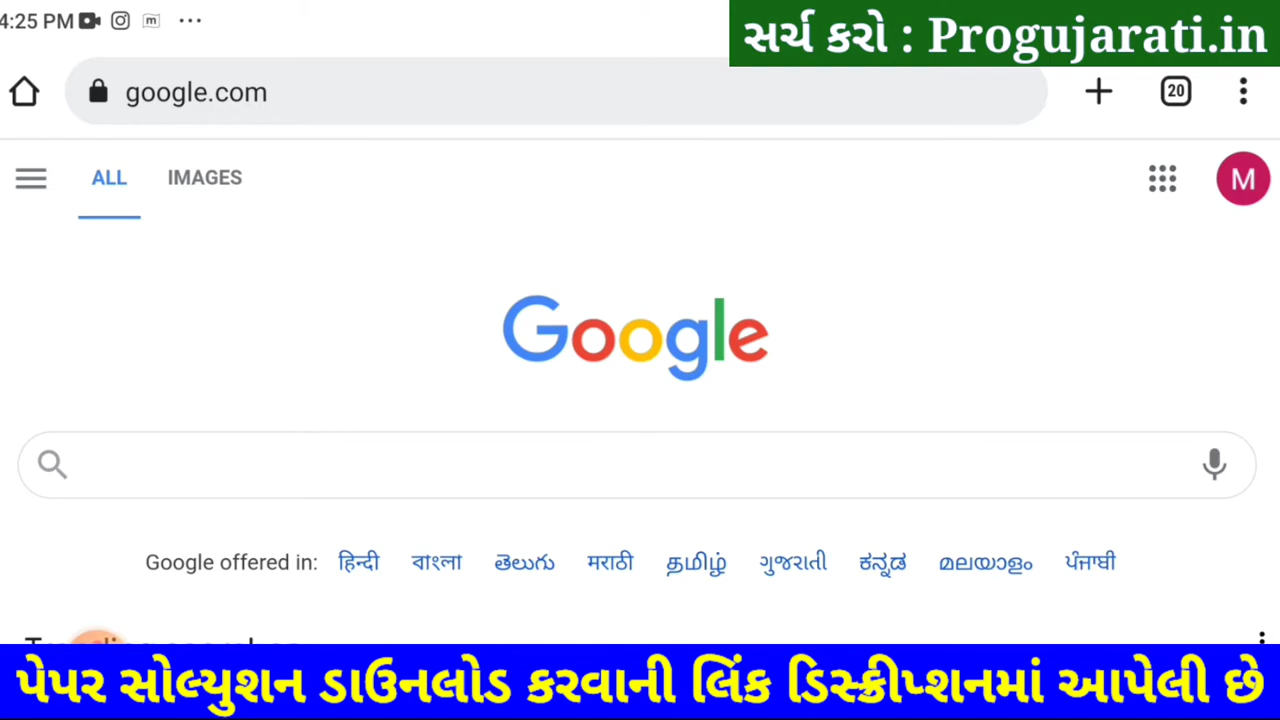 4:25 PM
સર્ચ કરો : Progujarati.in
google.com
20
ALL IMAGES
M
Google
Google offered in: हिन्दी বাংলা తెలుగు मराठी தமிழ் ગુજરાતી ಕನ್ನಡ മലയാളം ਪੰਜਾਬੀ
પેપર સોલ્યુશન ડાઉનલોડ કરવાની લિંક ડિસ્ક્રીપ્શનમાં આપેલી છે